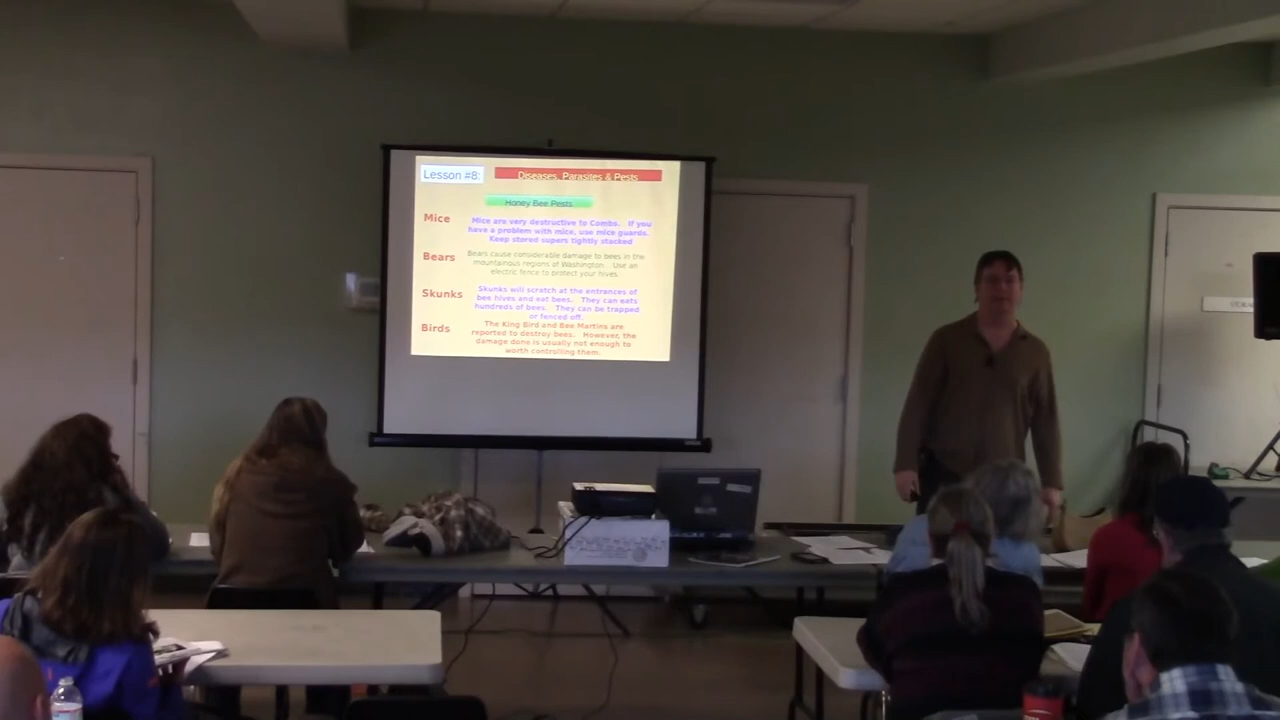 Lesson #8:
Diseases, Parasites & Pests
Honey Bee Pests
Mice
Mice are very destructive to Combs. If you
have a problem with mice, use mice guards.
Keep stored supers tightly stacked
Bears
Bears cause considerable damage to bees in the
mountainous regions of Washington. Use an
electric fence to protect your hives.
Skunks
Skunks will scratch at the entrances of
bee hives and eat bees. They can eats
hundreds of bees. They can be trapped
or fenced off.
Birds
The King Bird and Bee Martins are
reported to destroy bees. However, the
damage done is usually not enough to
worth controlling them.